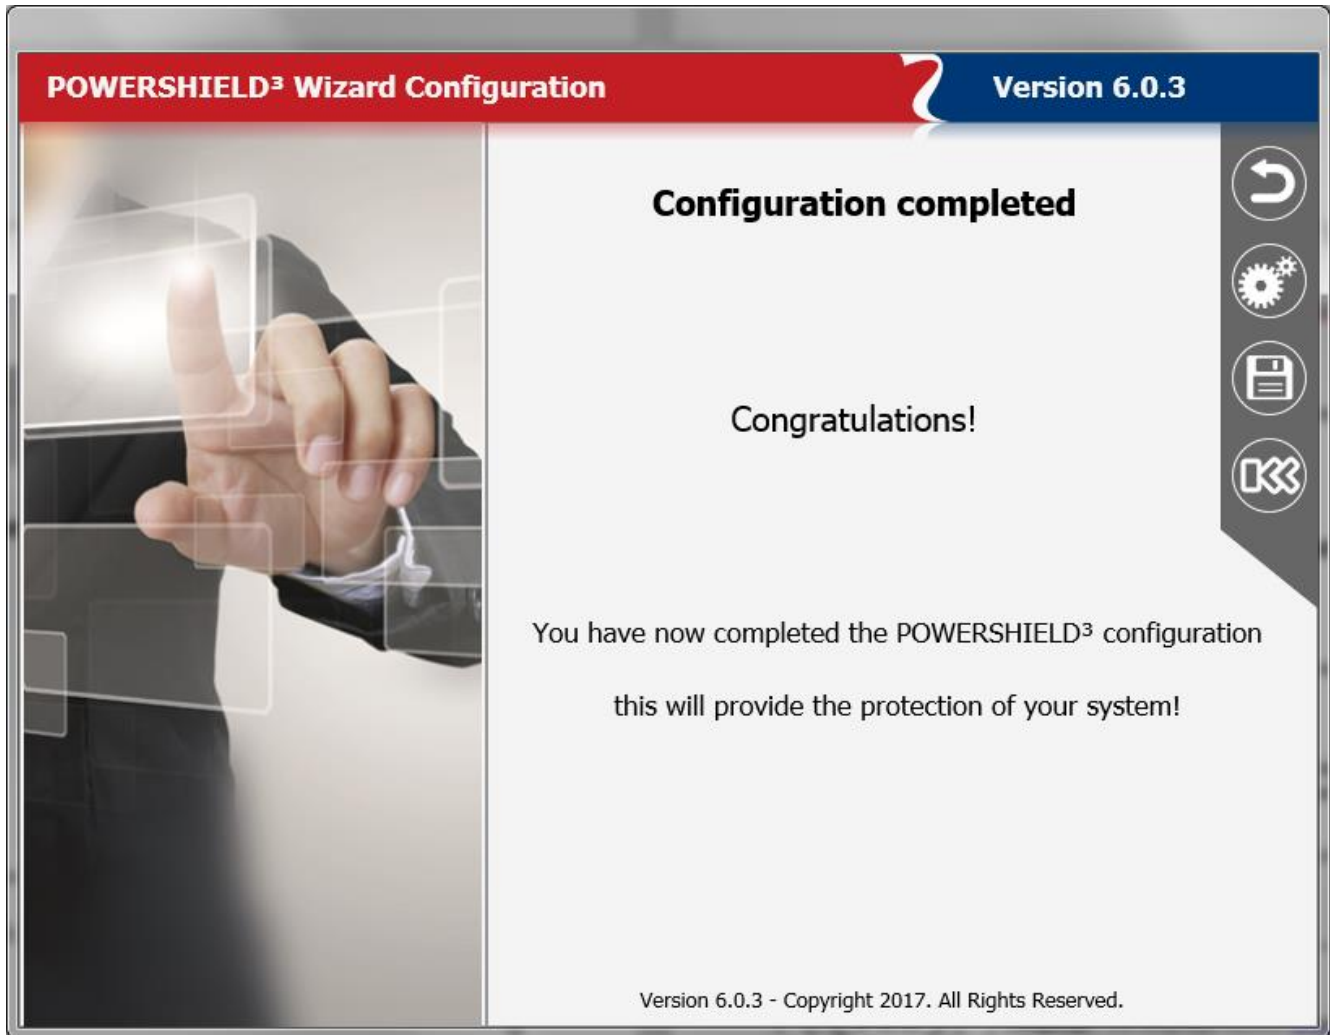 POWERSHIELD³ Wizard Configuration
Version 6.0.3
Configuration completed
Congratulations!
You have now completed the POWERSHIELD³ configuration
this will provide the protection of your system!
Version 6.0.3 - Copyright 2017. All Rights Reserved.